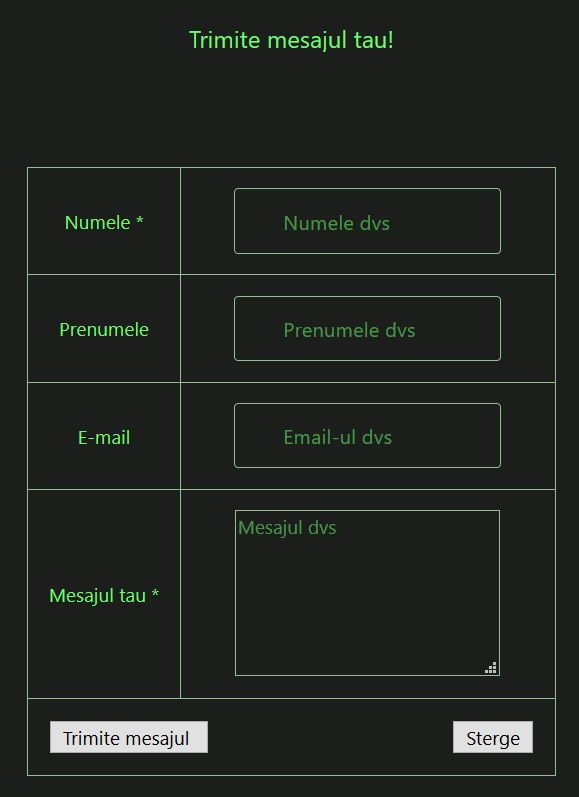 Trimite mesajul tau!
Numele *
Numele dvs
Prenumele
Prenumele dvs
E-mail
Email-ul dvs
Mesajul tau *
Mesajul dvs
Trimite mesajul
Sterge